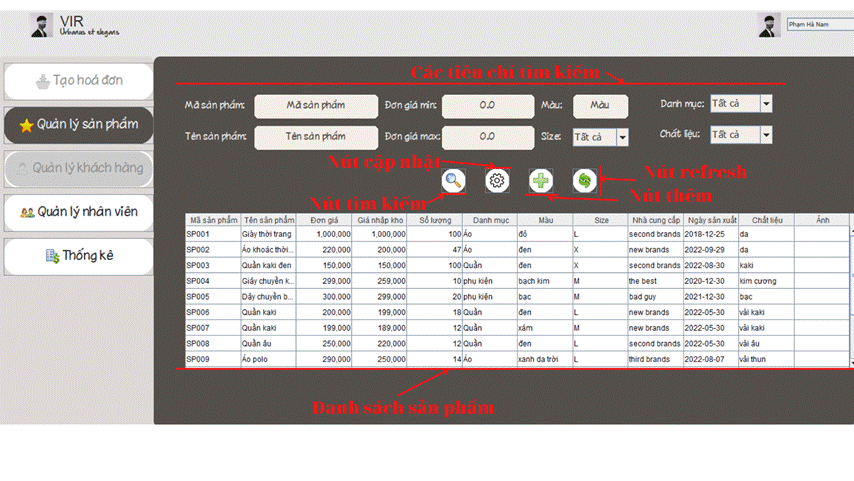 VIR
Urbanas et elegans
Phạm Hà Nam
Tạo hoá đơn
Quản lý sản phẩm
Quản lý khách hàng
Quản lý nhân viên
Thống kê
Các tiêu chí tìm kiếm
Mã sản phẩm: Mã sản phẩm Đơn giá min: 0.0 Màu: Màu Danh mục: Tất cả
Tên sản phẩm: Tên sản phẩm Đơn giá max: 0.0 Size: Tất cả Chất liệu: Tất cả
Nút cập nhật
Nút refresh
Nút tìm kiếm
Nút thêm
Mã sản phẩm Tên sản phẩm Đơn giá Giá nhập kho Số lượng Danh mục Màu Size Nhà cung cấp Ngày sản xuất Chất liệu Ảnh
SP001 Giày thời trang 1,000,000 1,000,000 100 Áo đỏ L second brands 2018-12-25 da
SP002 Áo khoác thời... 220,000 200,000 47 Áo đen X new brands 2022-09-29 da
SP003 Quần kaki đen 150,000 150,000 100 Quần đen X second brands 2022-08-30 kaki
SP004 Giây chuyền k... 299,000 259,000 10 phụ kiện bạch kim M the best 2020-12-30 kim cương
SP005 Dây chuyền b... 300,000 299,000 20 phụ kiện bạc M bad guy 2021-12-30 bạc
SP006 Quần kaki 200,000 199,000 18 Quần đen L new brands 2022-05-30 vải kaki
SP007 Quần kaki 199,000 189,000 12 Quần xám M new brands 2022-05-30 vải kaki
SP008 Quần âu 250,000 220,000 12 Quần đen L second brands 2022-05-30 vải âu
SP009 Áo polo 290,000 250,000 14 Áo xanh da trời L third brands 2022-08-07 vải thun
Danh sách sản phẩm